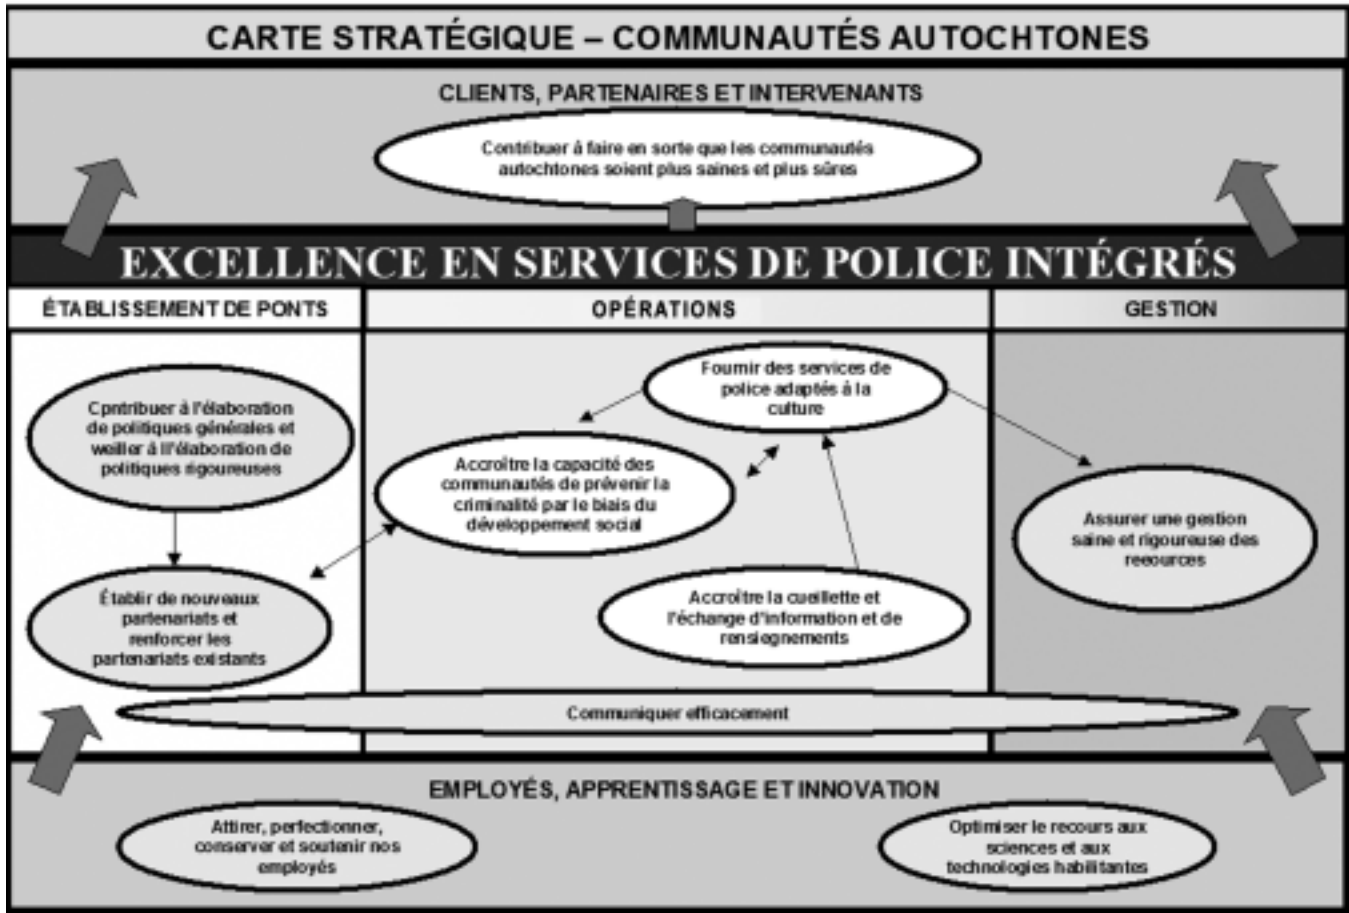 CARTE STRATÉGIQUE – COMMUNAUTÉS AUTOCHTONES
CLIENTS, PARTENAIRES ET INTERVENANTS
Contribuer à faire en sorte que les communautés
autochtones soient plus saines et plus sûres
EXCELLENCE EN SERVICES DE POLICE INTÉGRÉS
ÉTABLISSEMENT DE PONTS
Cpntribuer à l'élaboration
de politiques générales et
weiller à ll'élaboration de
politiques rigoureuses
Établir de nouveaux
partenariats et
renforcer les
partenariats existants
OPÉRATIONS
Fournir des services de
police adaptés à la
culture
Accroître la capacité des
communautés de prévenir la
criminalité par le biais du
développement social
Accroître la cueillette et
l'échange d'information et de
rensiegnements
GESTION
Assurer une gestion
saine et rigoureuse des
reeources
Communiquer efficacement
EMPLOYÉS, APPRENTISSAGE ET INNOVATION
Attirer, perfectionner,
conserver et soutenir nos
employés
Optimiser le recours aux
sciences et aux
technologies habilitantes